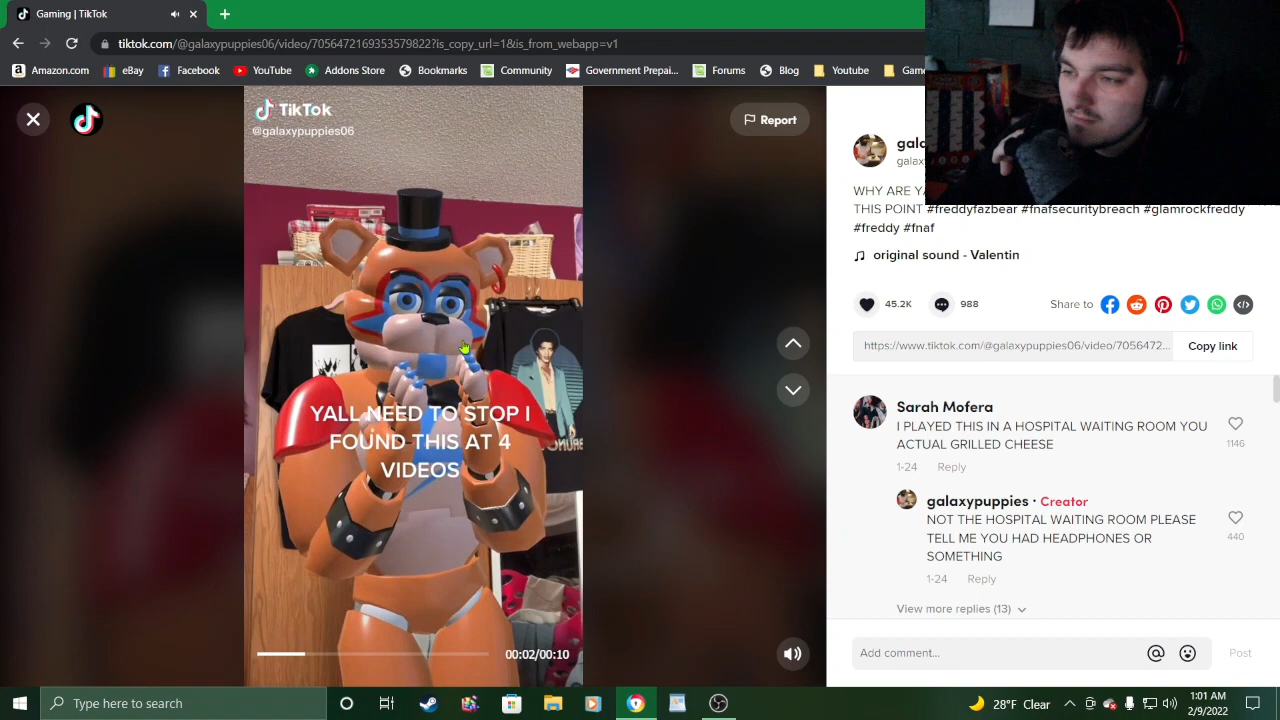 Gaming | TikTok
tiktok.com/@galaxypuppies06/video/7056472169353579822?is_copy_url=1&is_from_webapp=v1
Amazon.com eBay Facebook YouTube Addons Store Bookmarks Community Government Prepai... Forums Blog Youtube
TikTok
@galaxypuppies06
Report
YALL NEED TO STOP I
FOUND THIS AT 4
VIDEOS
00:02/00:10
WHY ARE
THIS POINT #freddyfazbear #fnafsecuritybreach #glamrockfreddy
#freddy #fnaf
original sound - Valentin
45.2K 988 Share to
https://www.tiktok.com/@galaxypuppies06/video/7056472... Copy link
Sarah Mofera
I PLAYED THIS IN A HOSPITAL WAITING ROOM YOU
ACTUAL GRILLED CHEESE
1-24 Reply
1146
galaxypuppies · Creator
NOT THE HOSPITAL WAITING ROOM PLEASE
TELL ME YOU HAD HEADPHONES OR
SOMETHING
1-24 Reply
440
View more replies (13)
Add comment... Post
Type here to search
28°F Clear
1:01 AM
2/9/2022